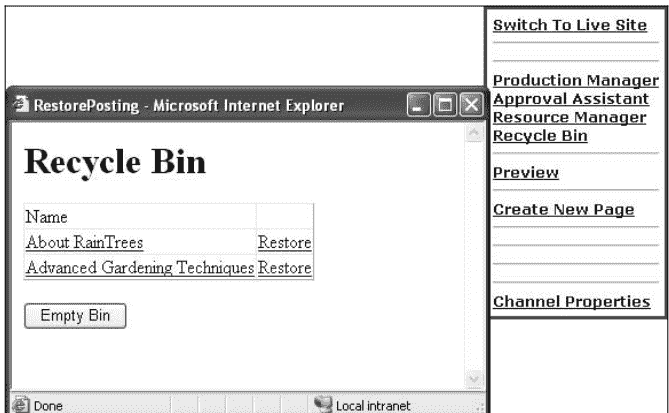 Switch To Live Site
Production Manager
Approval Assistant
Resource Manager
Recycle Bin
Preview
Create New Page
Channel Properties
RestorePosting - Microsoft Internet Explorer
Recycle Bin
Name
About RainTrees Restore
Advanced Gardening Techniques Restore
Empty Bin
Done Local intranet